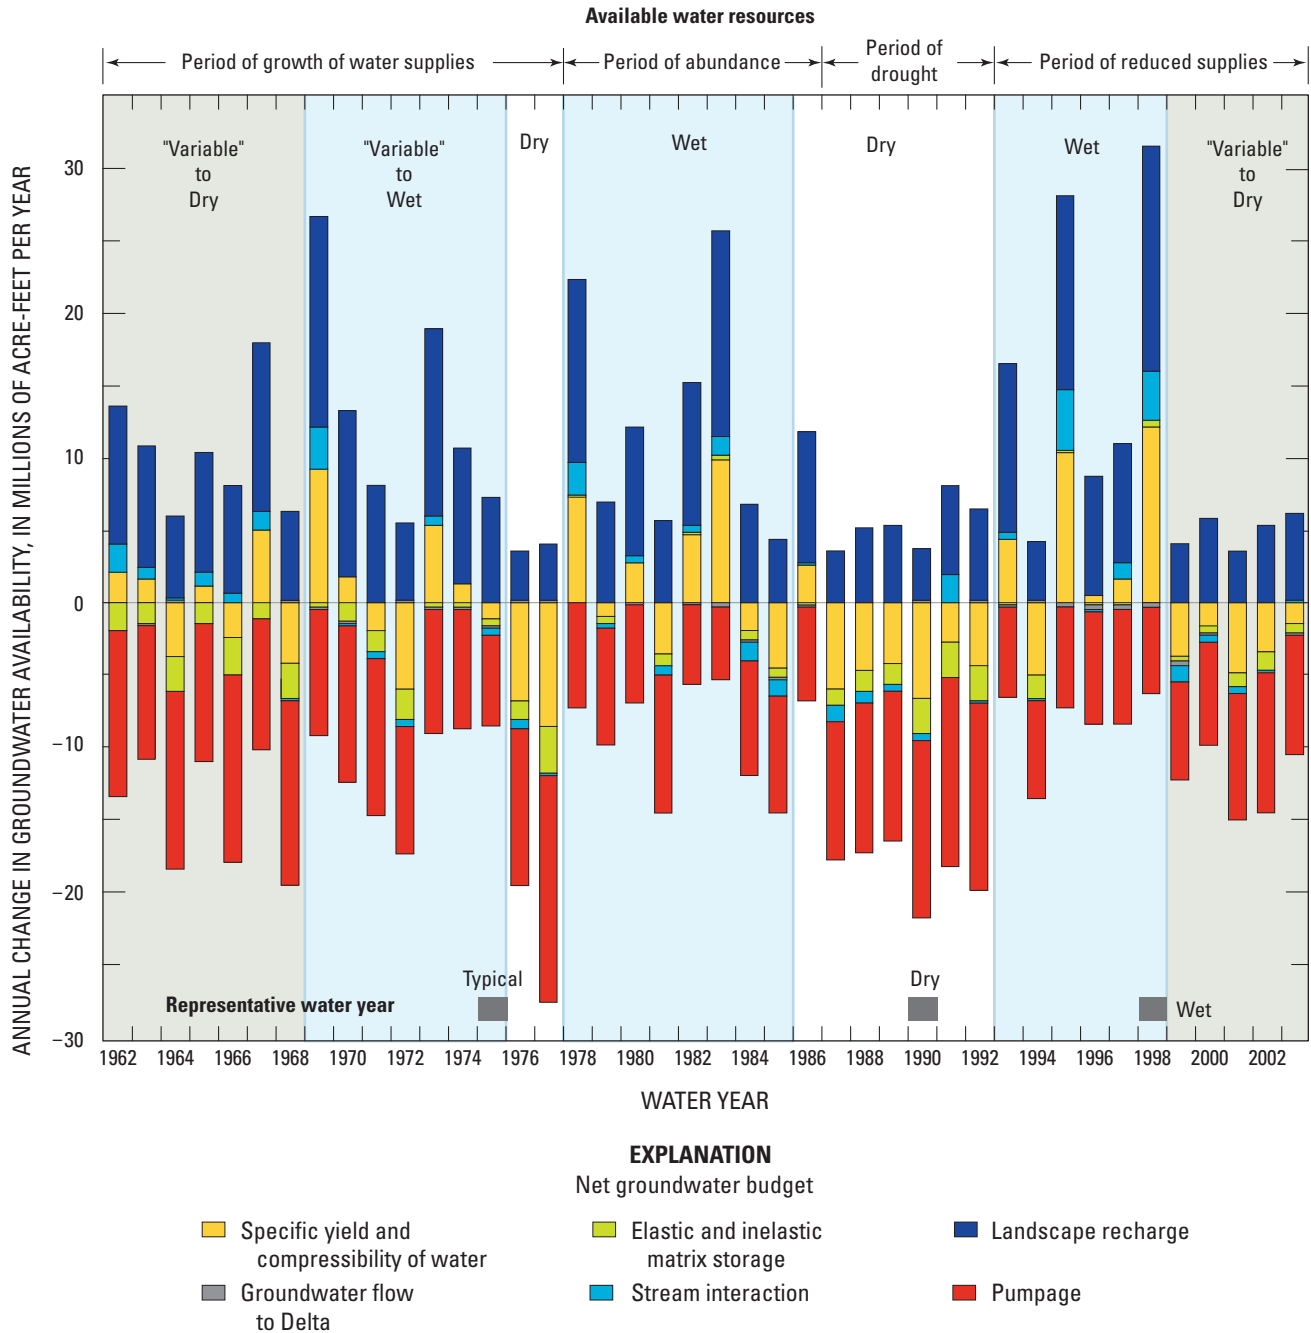 Available water resources
Period of growth of water supplies
Period of abundance
Period of
drought
Period of reduced supplies
"Variable"
to
Dry
"Variable"
to
Wet
Dry
Wet
Dry
Wet
"Variable"
to
Dry
ANNUAL CHANGE IN GROUNDWATER AVAILABILITY, IN MILLIONS OF ACRE-FEET PER YEAR
30
20
10
0
−10
−20
−30
Typical
Dry
Representative water year
Wet
1962 1964 1966 1968 1970 1972 1974 1976 1978 1980 1982 1984 1986 1988 1990 1992 1994 1996 1998 2000 2002
WATER YEAR
EXPLANATION
Net groundwater budget
Specific yield and
compressibility of water
Groundwater flow
to Delta
Elastic and inelastic
matrix storage
Stream interaction
Landscape recharge
Pumpage